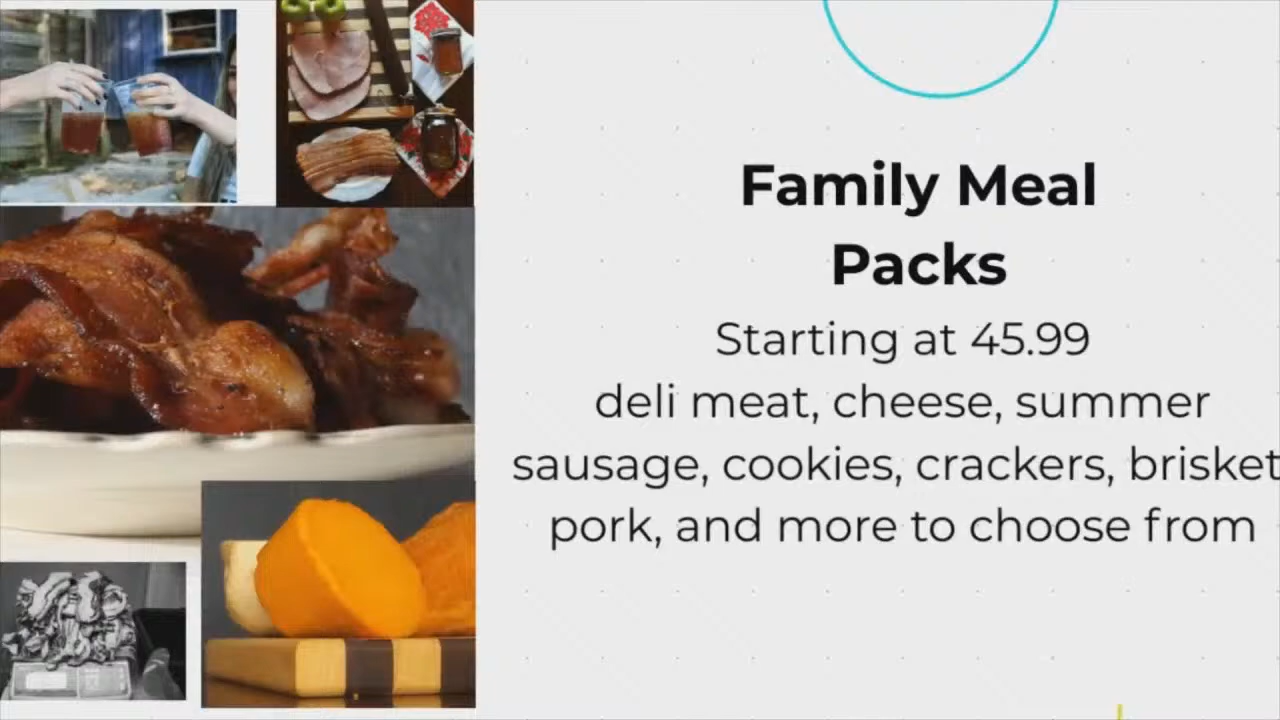 Family Meal
Packs
Starting at 45.99
deli meat, cheese, summer
sausage, cookies, crackers, brisket
pork, and more to choose from